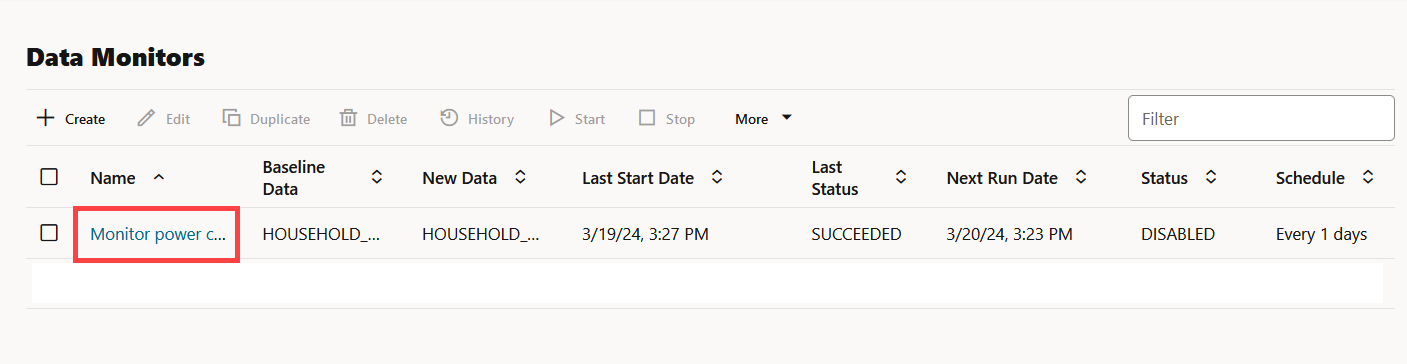 Data Monitors
Create Edit Duplicate Delete History Start Stop More Filter
Name Baseline Data New Data Last Start Date Last Status Next Run Date Status Schedule
Monitor power c... HOUSEHOLD_... HOUSEHOLD_... 3/19/24, 3:27 PM SUCCEEDED 3/20/24, 3:23 PM DISABLED Every 1 days